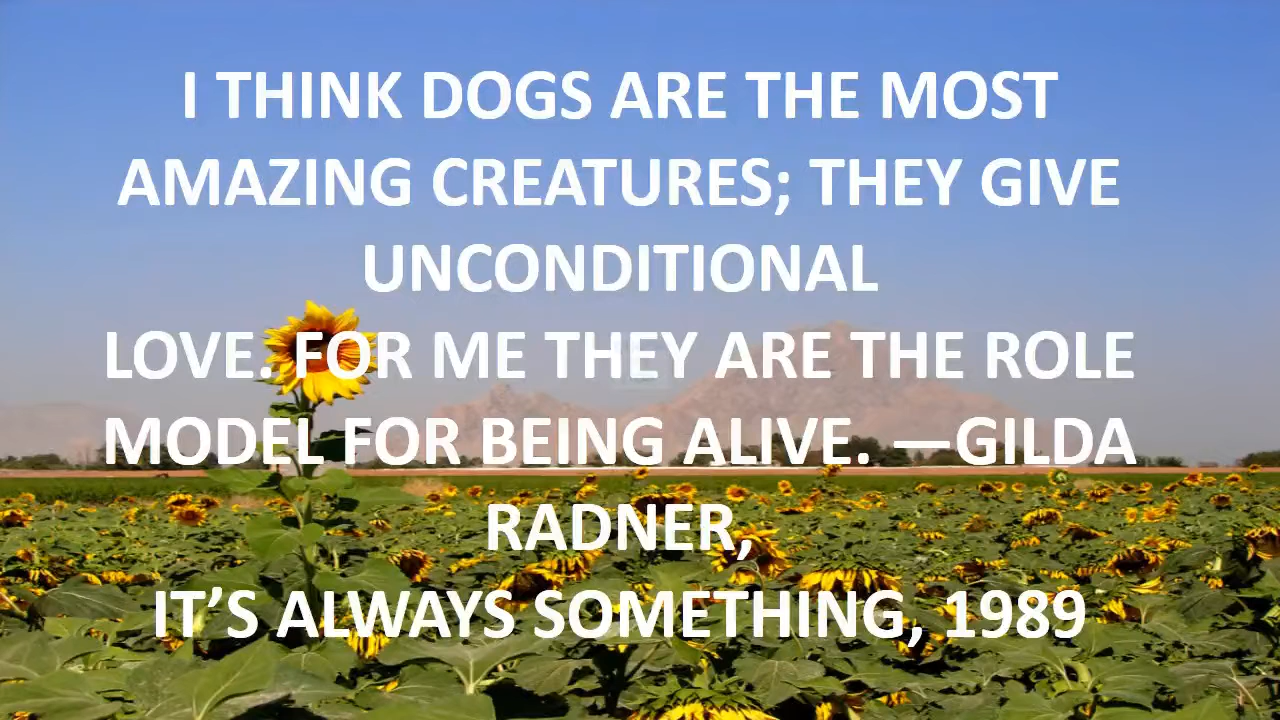 I THINK DOGS ARE THE MOST
AMAZING CREATURES; THEY GIVE
UNCONDITIONAL
LOVE. FOR ME THEY ARE THE ROLE
MODEL FOR BEING ALIVE. —GILDA
RADNER,
IT’S ALWAYS SOMETHING, 1989